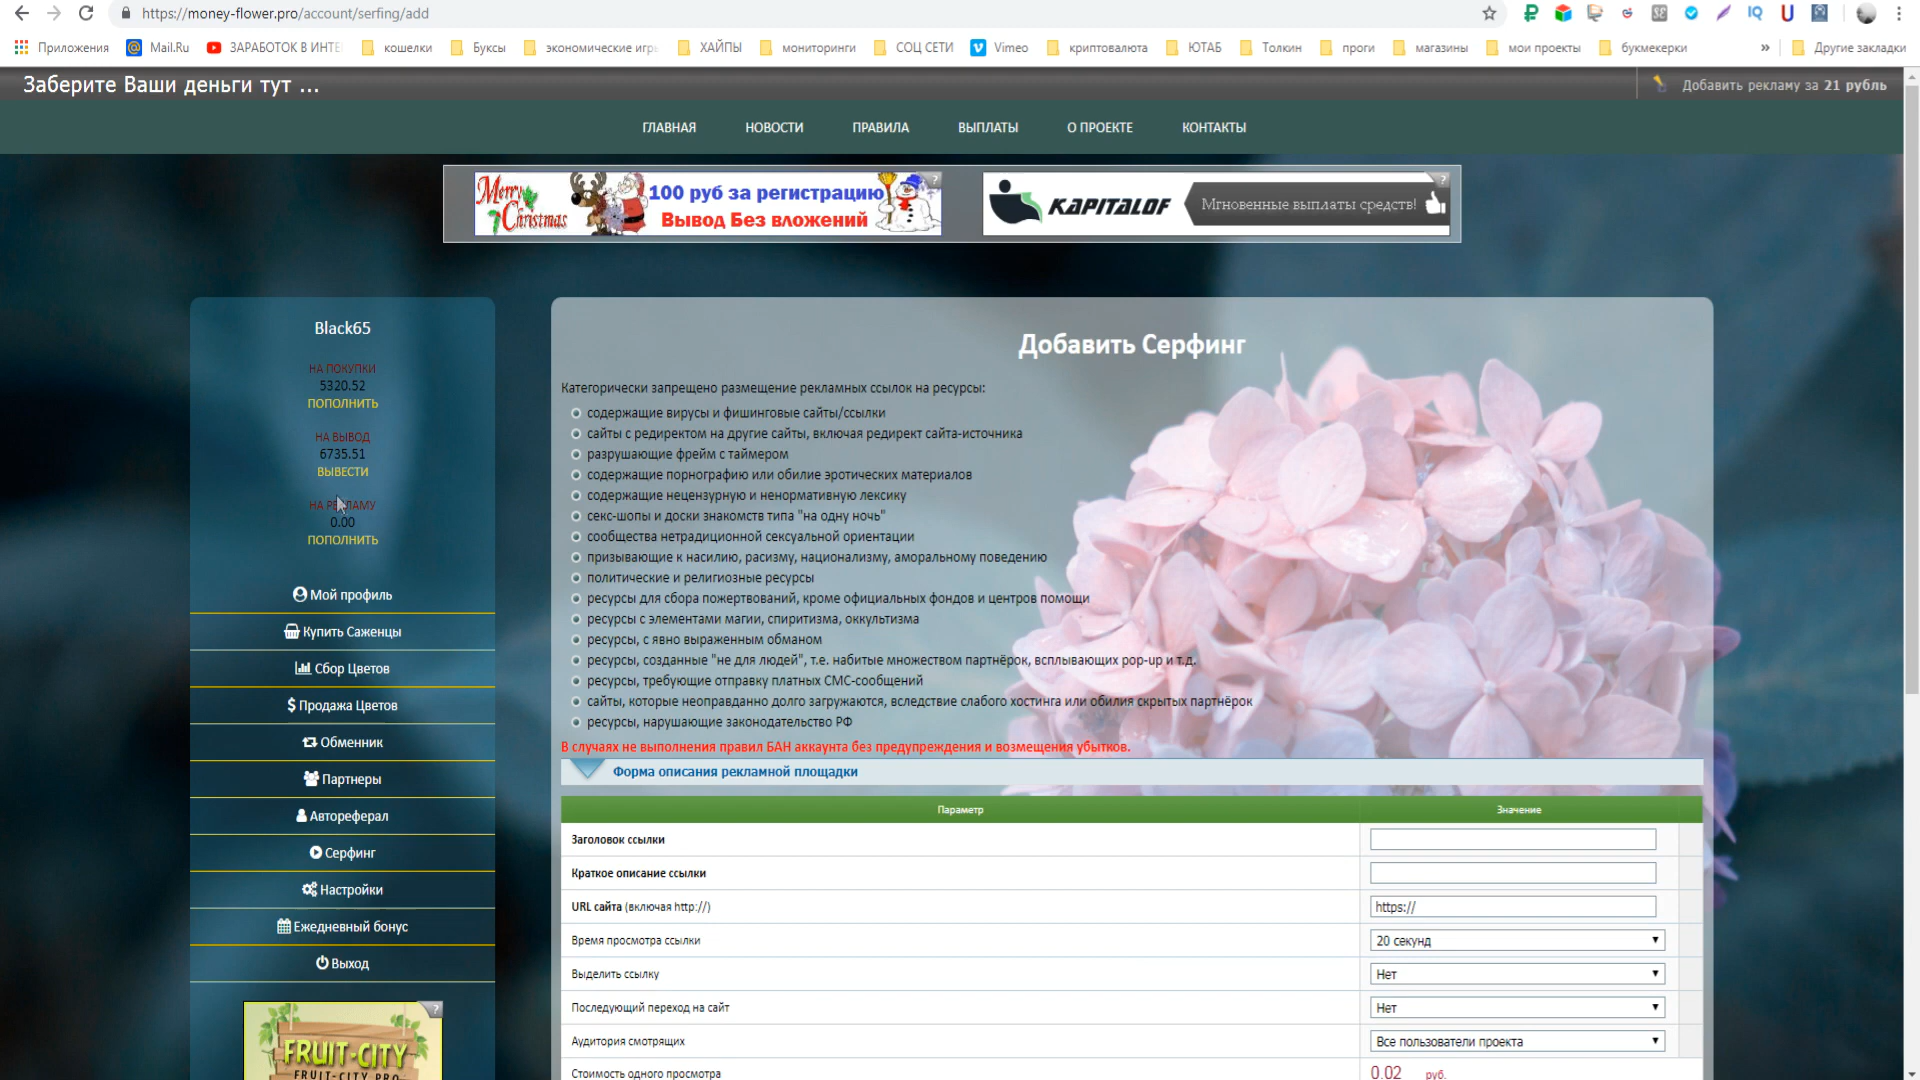 https://money-flower.pro/account/serfing/add
Приложения
Mail.Ru
ЗАРАБОТОК В ИНТЕ
кошелки
Буксы
экономические игры
ХАЙПЫ
мониторинги
СОЦ СЕТИ
Vimeo
криптовалюта
ЮТАБ
Толкин
проги
магазины
мои проекты
букмекерки
»
Другие закладки
Заберите Ваши деньги тут ...
Добавить рекламу за 21 рубль
ГЛАВНАЯ
НОВОСТИ
ПРАВИЛА
ВЫПЛАТЫ
О ПРОЕКТЕ
КОНТАКТЫ
Merry Christmas
100 руб за регистрацию
Вывод Без вложений
KAPITALOF
Мгновенные выплаты средств!
Black65
НА ПОКУПКИ
5320.52
ПОПОЛНИТЬ
НА ВЫВОД
6735.51
ВЫВЕСТИ
НА РЕКЛАМУ
0.00
ПОПОЛНИТЬ
Мой профиль
Купить Саженцы
Сбор Цветов
Продажа Цветов
Обменник
Партнеры
Автореферал
Серфинг
Настройки
Ежедневный бонус
Выход
FRUIT-CITY
FRUIT-CITY.PRO
Добавить Серфинг
Категорически запрещено размещение рекламных ссылок на ресурсы:
содержащие вирусы и фишинговые сайты/ссылки
сайты с редиректом на другие сайты, включая редирект сайта-источника
разрушающие фрейм с таймером
содержащие порнографию или обилие эротических материалов
содержащие нецензурную и ненормативную лексику
секс-шопы и доски знакомств типа "на одну ночь"
сообщества нетрадиционной сексуальной ориентации
призывающие к насилию, расизму, национализму, аморальному поведению
политические и религиозные ресурсы
ресурсы для сбора пожертвований, кроме официальных фондов и центров помощи
ресурсы с элементами магии, спиритизма, оккультизма
ресурсы, с явно выраженным обманом
ресурсы, созданные "не для людей", т.е. набитые множеством партнёрок, всплывающих pop-up и т.д.
ресурсы, требующие отправку платных СМС-сообщений
сайты, которые неоправданно долго загружаются, вследствие слабого хостинга или обилия скрытых партнёрок
ресурсы, нарушающие законодательство РФ
В случаях не выполнения правил БАН аккаунта без предупреждения и возмещения убытков.
Форма описания рекламной площадки
Параметр
Значение
Заголовок ссылки
Краткое описание ссылки
URL сайта (включая http://)
https://
Время просмотра ссылки
20 секунд
Выделить ссылку
Нет
Последующий переход на сайт
Нет
Аудитория смотрящих
Все пользователи проекта
Стоимость одного просмотра
0.02 руб.